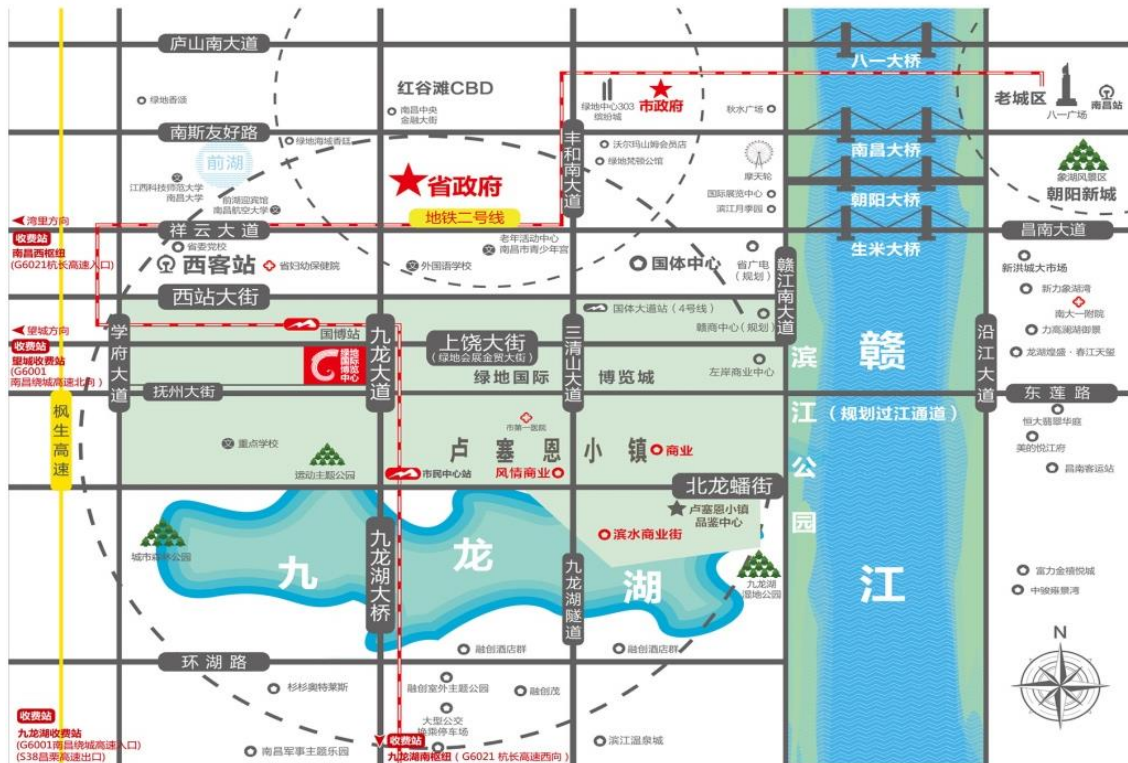 庐山南大道
八一大桥
红谷滩CBD
绿地香颂
南昌中央
金融大街
绿地中心303
缤纷城
市政府
秋水广场
老城区
八一广场
南昌站
南斯友好路
绿地海域香廷
前湖
丰和南大道
沃尔玛山姆会员店
绿地梵顿公馆
摩天轮
南昌大桥
象湖风景区
朝阳新城
江西科技师范大学
南昌大学
前湖迎宾馆
南昌航空大学
省政府
地铁二号线
国际展览中心
滨江月季园
朝阳大桥
湾里方向
收费站
南昌西枢纽
(G6021杭长高速入口)
祥云大道
省委党校
西客站
省妇幼保健院
外国语学校
老年活动中心
南昌市青少年宫
国体中心
省广电
(规划)
生米大桥
昌南大道
新洪城大市场
西站大街
国体大道站（4号线）
赣商中心(规划)
赣江南大道
新力象湖湾
南大一附院
力高澜湖御景
龙湖煌盛·春江天玺
望城方向
收费站
望城收费站
(G6001
南昌绕城高速北向)
学府大道
国博站
绿地国际博览中心
九龙大道
上饶大街
(绿地会展金贸大街)
三清山大道
左岸商业中心
绿地国际 博览城
沿江大道
抚州大街
东莲路
枫生高速
滨江公园
赣江
(规划过江通道)
恒大翡翠华庭
美的悦江府
昌南客运站
重点学校
运动主题公园
市第一医院
卢塞恩小镇
商业
风情商业
市民中心站
北龙蟠街
卢塞恩小镇
品鉴中心
滨水商业街
城市森林公园
九龙湖
九龙湖大桥
九龙湖隧道
九龙湖
湿地公园
富力金禧悦城
中骏雍景湾
环湖路
融创酒店群
融创酒店群
杉杉奥特莱斯
融创室外主题公园
融创茂
大型公交
换乘停车场
N
收费站
九龙湖收费站
(G6001南昌绕城高速入口)
(S38昌栗高速出口)
南昌军事主题乐园
收费站
九龙湖南枢纽（G6021 杭长高速西向）
滨江温泉城